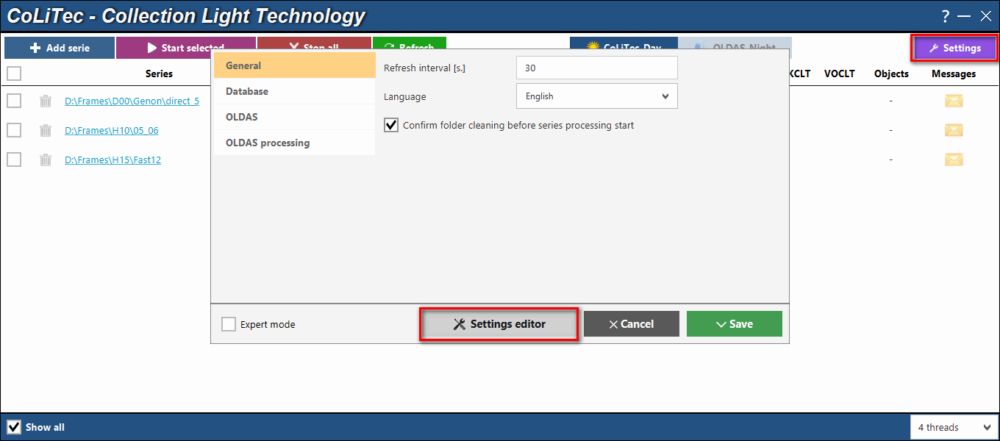 CoLiTec - Collection Light Technology ?
Add serie Start selected Stop all Refresh CoLiTec-Day OLDAS-Night Settings
Series XCLT VOCLT Objects Messages
D:\Frames\D00\Genon\direct_5 -
D:\Frames\H10\05_06 -
D:\Frames\H15\Fast12 -
General
Database
OLDAS
OLDAS processing
Refresh interval [s.] 30
Language English
Confirm folder cleaning before series processing start
Expert mode Settings editor Cancel Save
Show all 4 threads